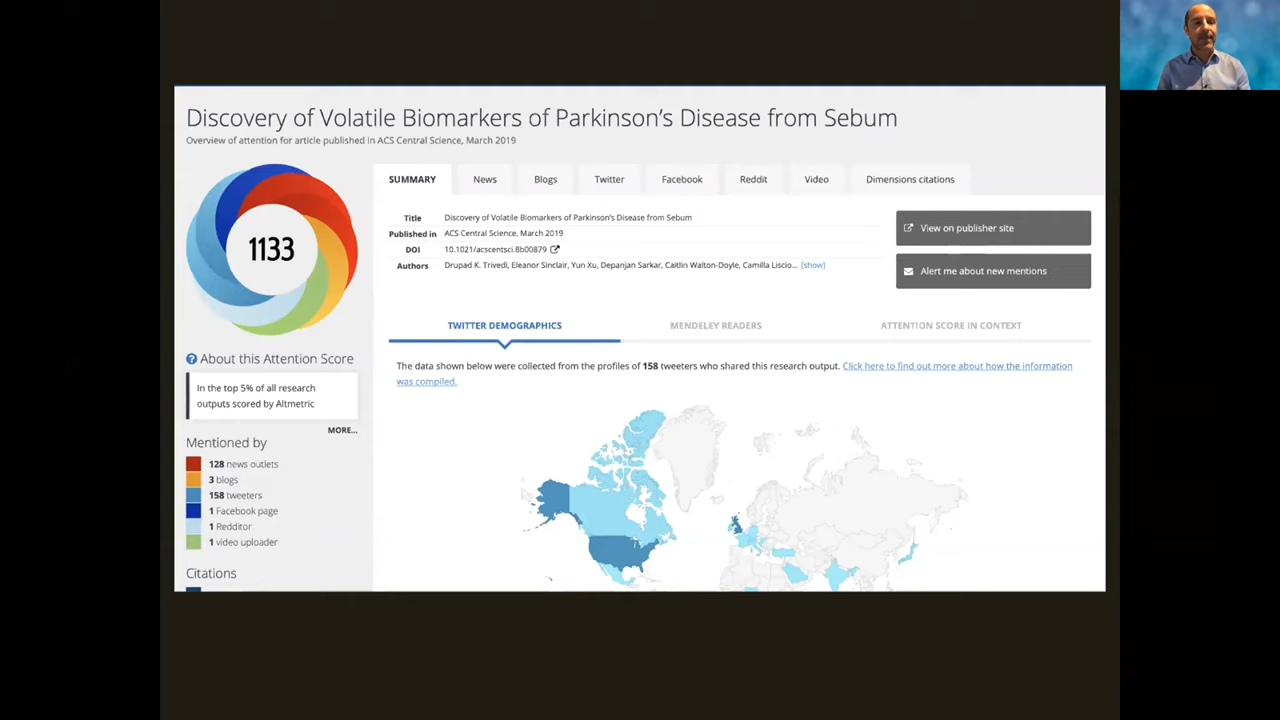 Discovery of Volatile Biomarkers of Parkinson's Disease from Sebum
Overview of attention for article published in ACS Central Science, March 2019
1133
About this Attention Score
In the top 5% of all research
outputs scored by Altmetric
MORE...
Mentioned by
128 news outlets
3 blogs
158 tweeters
1 Facebook page
1 Redditor
1 video uploader
Citations
SUMMARY News Blogs Twitter Facebook Reddit Video Dimensions citations
Title Discovery of Volatile Biomarkers of Parkinson's Disease from Sebum
Published in ACS Central Science, March 2019
DOI 10.1021/acscentsci.8b00879
Authors Drupad K. Trivedi, Eleanor Sinclair, Yun Xu, Depanjan Sarkar, Caitlin Walton-Doyle, Camilla Liscio... [show]
View on publisher site
Alert me about new mentions
TWITTER DEMOGRAPHICS MENDELEY READERS ATTENTION SCORE IN CONTEXT
The data shown below were collected from the profiles of 158 tweeters who shared this research output. Click here to find out more about how the information
was compiled.